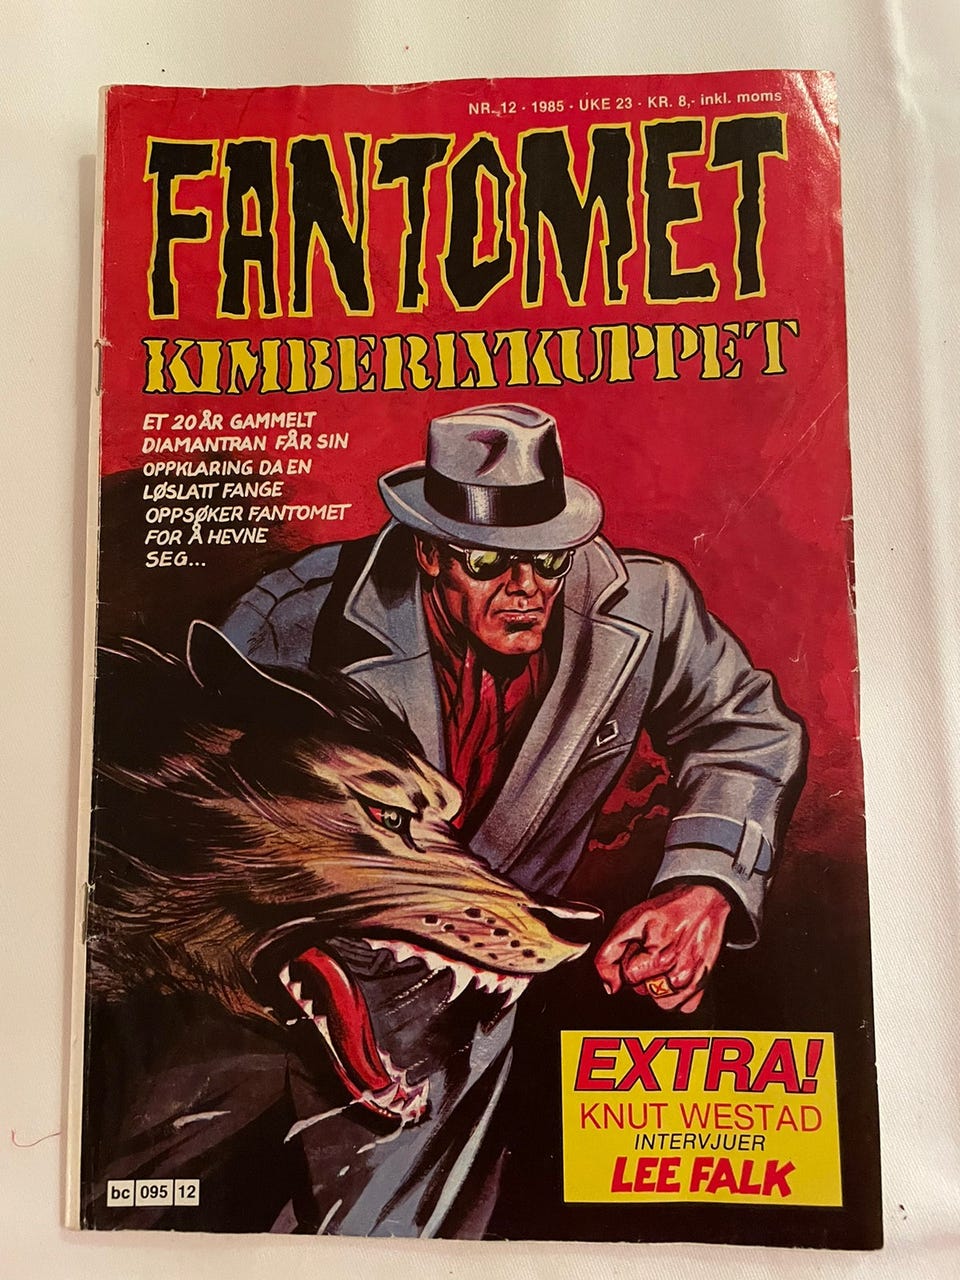 NR. 12 · 1985 · UKE 23 · KR. 8,- inkl. moms
FANTOMET
KIMBERLYKUPPET
ET 20 ÅR GAMMELT
DIAMANTRAN FÅR SIN
OPPKLARING DA EN
LØSLATT FANGE
OPPSØKER FANTOMET
FOR Å HEVNE
SEG...
EXTRA!
KNUT WESTAD
INTERVJUER
LEE FALK
bc 095 12